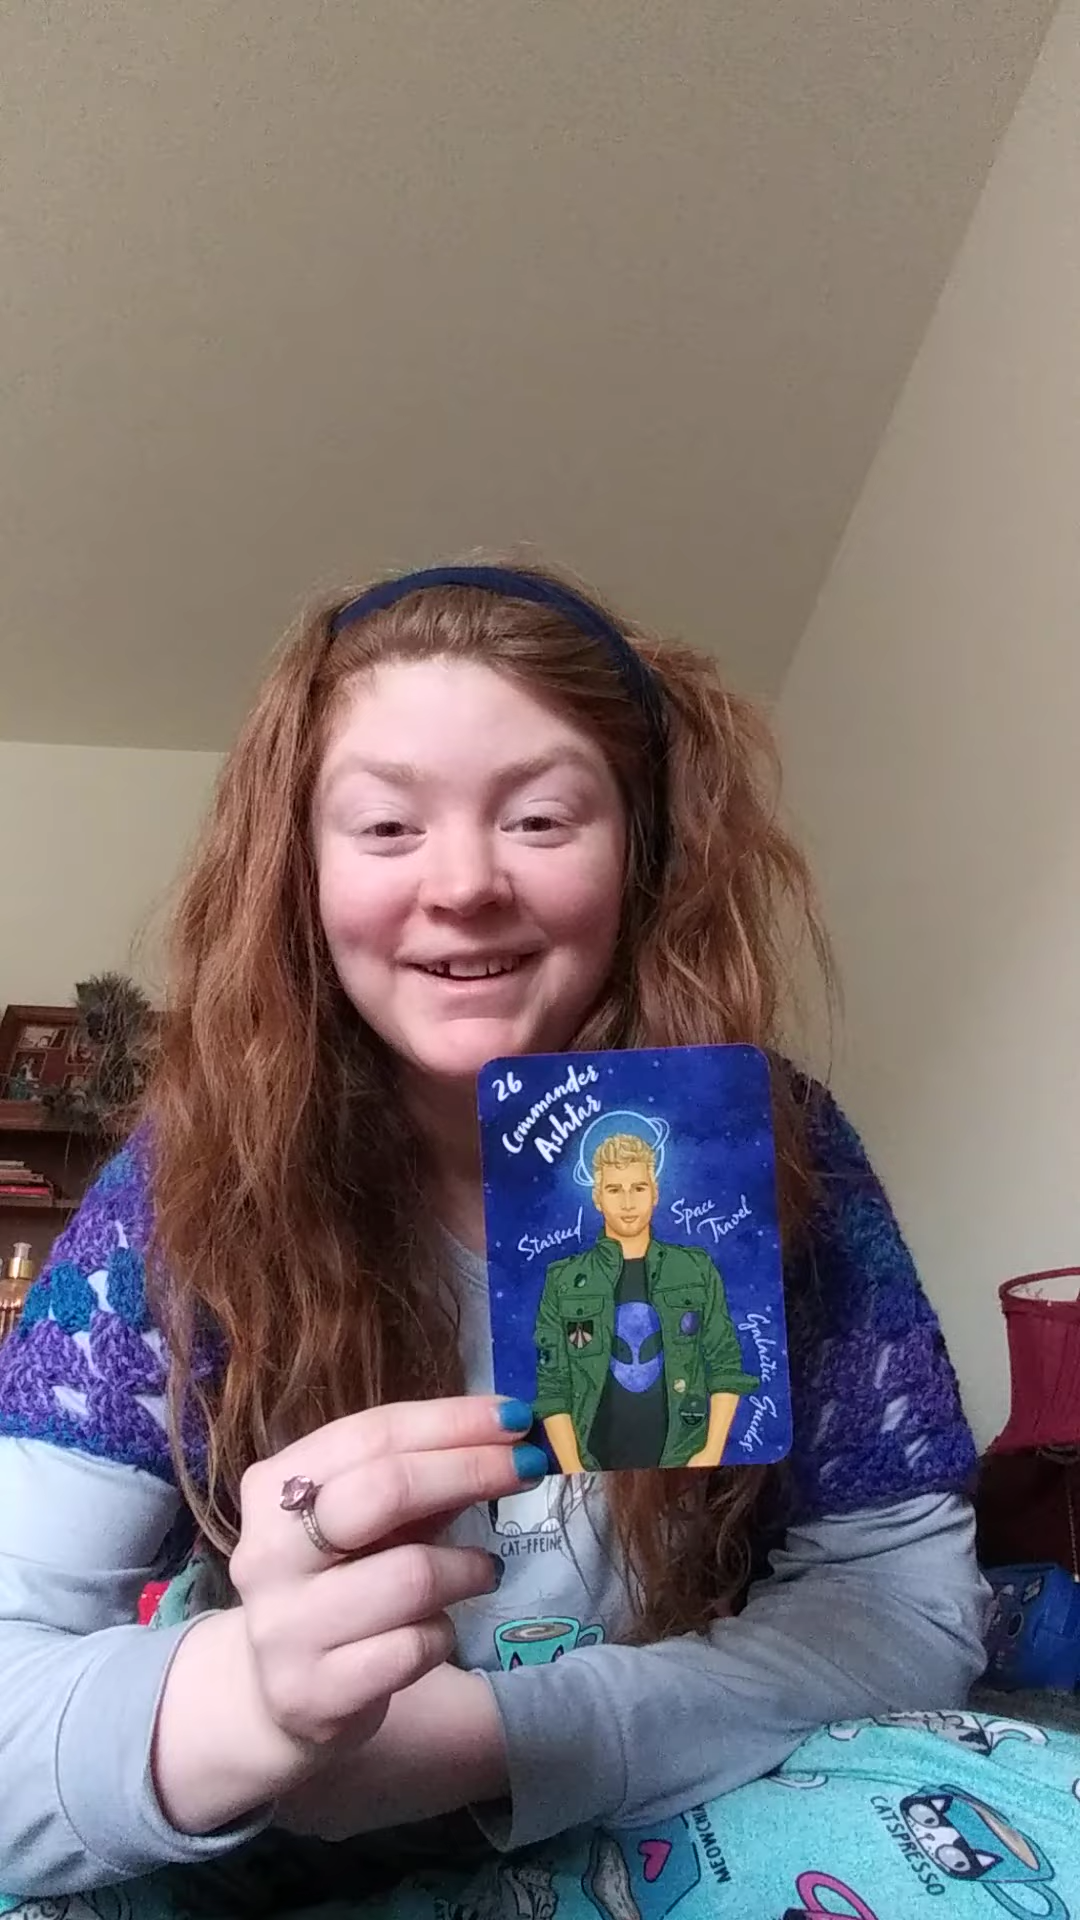 26
Commander
Ashtar
Starseed
Space
Travel
Galactic Guides
CAT-FFEINE
CATSPRESSO